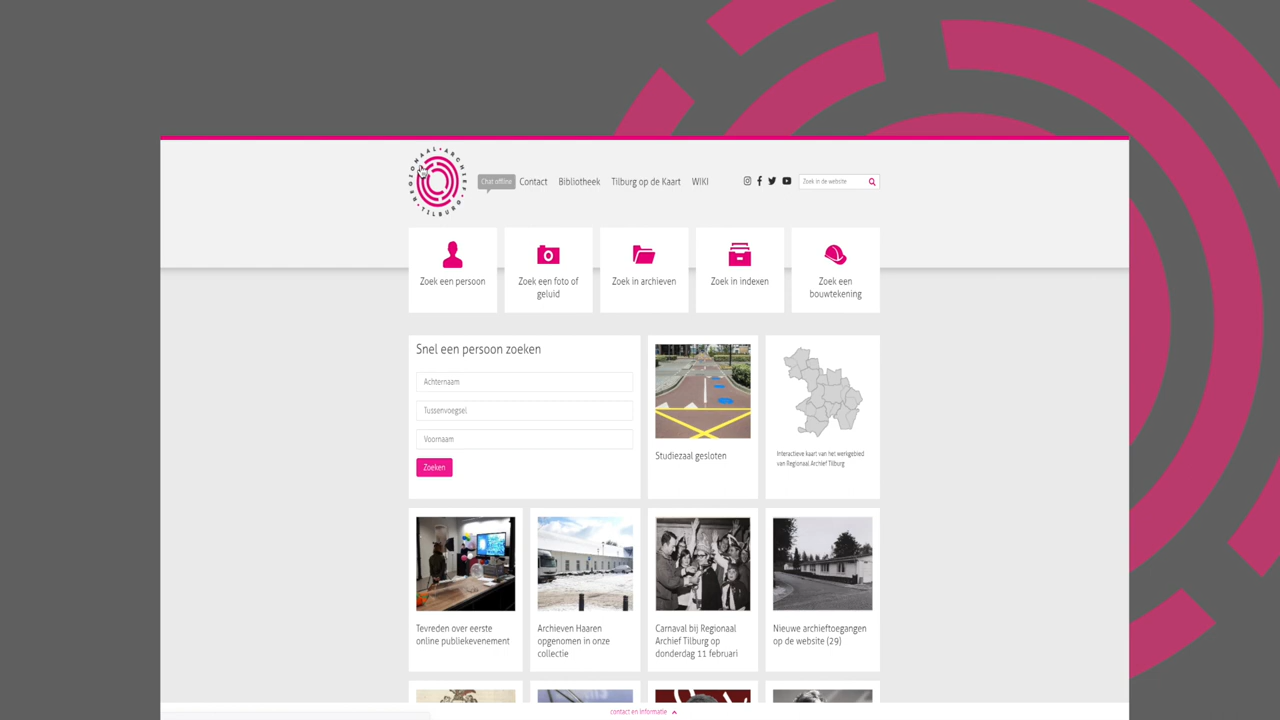 REGIONAAL ARCHIEF TILBURG
Chat offline
Contact
Bibliotheek
Tilburg op de Kaart
WIKI
Zoek in de website
Zoek een persoon
Zoek een foto of
geluid
Zoek in archieven
Zoek in indexen
Zoek een
bouwtekening
Snel een persoon zoeken
Achternaam
Tussenvoegsel
Voornaam
Zoeken
Studiezaal gesloten
Interactieve kaart van het werkgebied
van Regionaal Archief Tilburg
Tevreden over eerste
online publieksevenement
Archieven Haaren
opgenomen in onze
collectie
Carnaval bij Regionaal
Archief Tilburg op
donderdag 11 februari
Nieuwe archieftoegangen
op de website (29)
contact en informatie